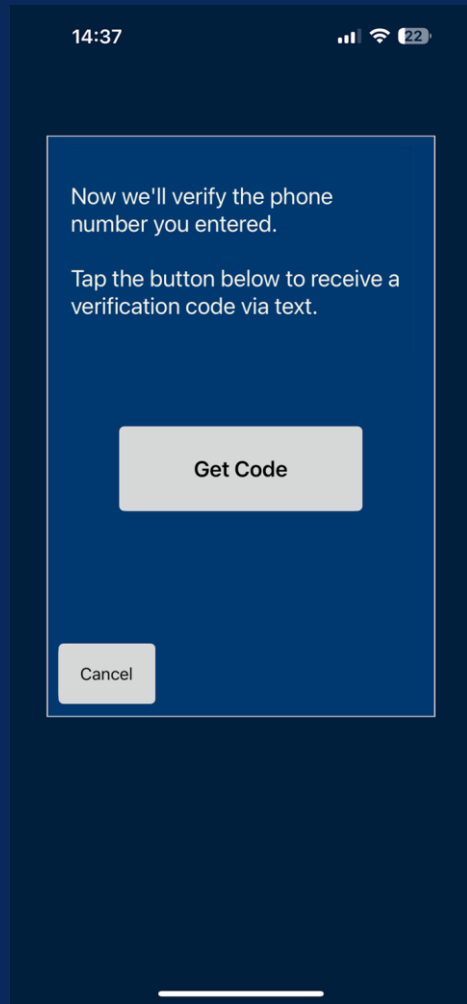 14:37
22
Now we'll verify the phone
number you entered.
Tap the button below to receive a
verification code via text.
Get Code
Cancel